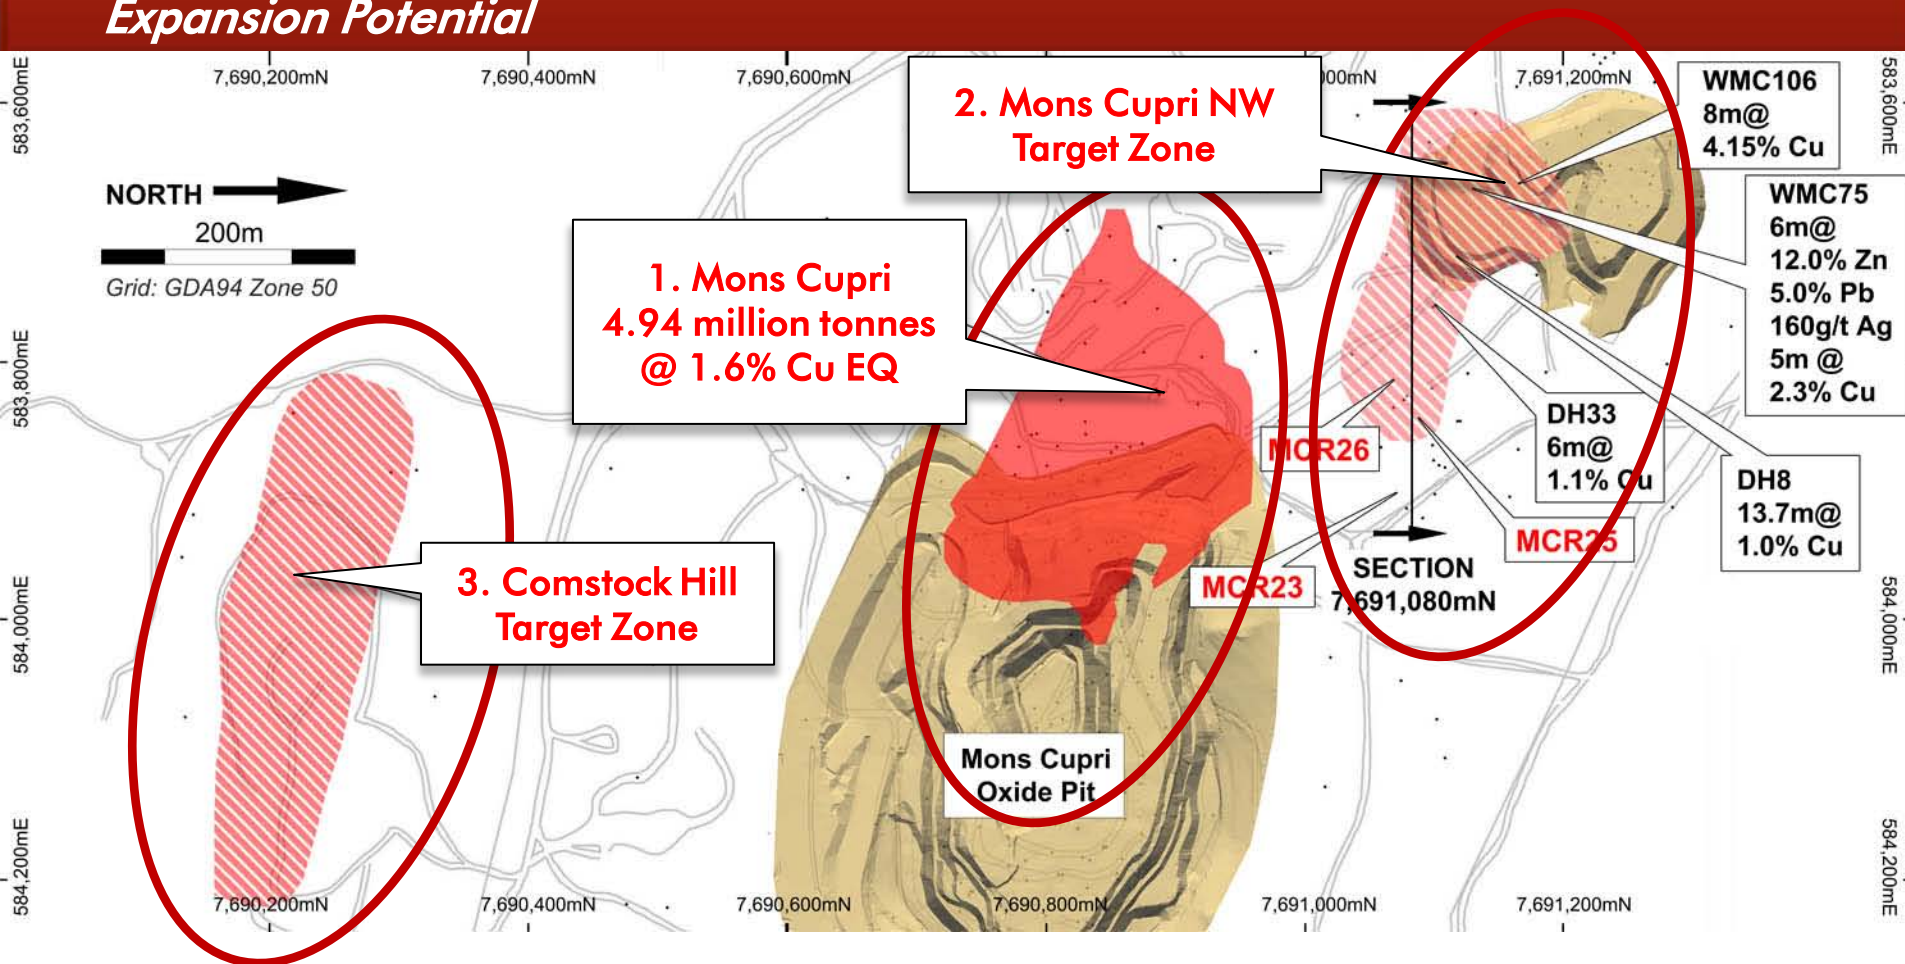 Expansion Potential
7,690,200mN
7,690,400mN
7,690,600mN
000mN
7,691,200mN
583,600mE
583,600mE
2. Mons Cupri NW
Target Zone
WMC106
8m@
4.15% Cu
NORTH
200m
Grid: GDA94 Zone 50
WMC75
6m@
12.0% Zn
5.0% Pb
160g/t Ag
5m @
2.3% Cu
1. Mons Cupri
4.94 million tonnes
@ 1.6% Cu EQ
583,800mE
MCR26
DH33
6m@
1.1% Cu
DH8
13.7m@
1.0% Cu
MCR25
3. Comstock Hill
Target Zone
MCR23
SECTION
7,691,080mN
584,000mE
584,000mE
Mons Cupri
Oxide Pit
584,200mE
584,200mE
7,690,200mN
7,690,400mN
7,690,600mN
7,690,800mN
7,691,000mN
7,691,200mN